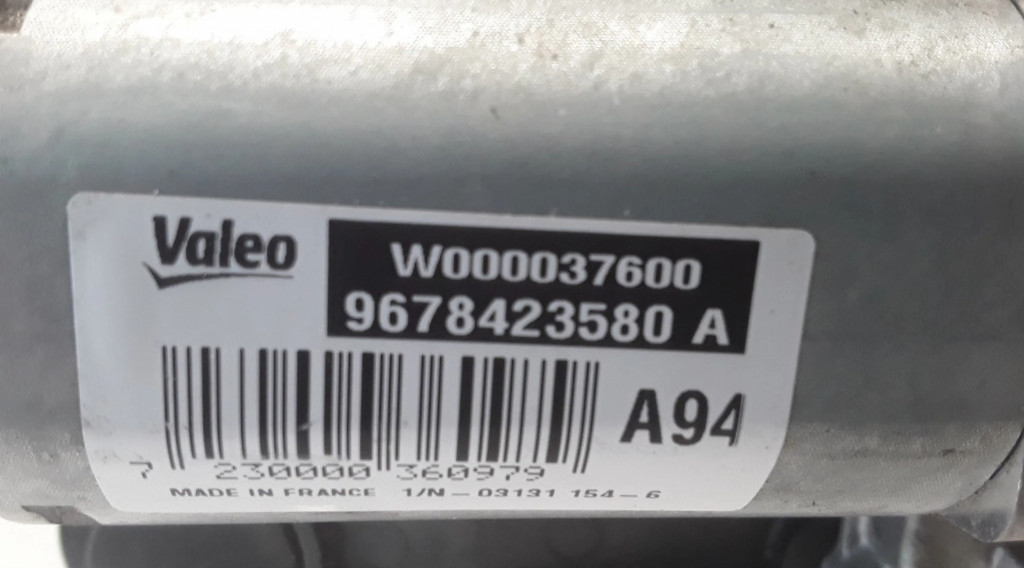 Valeo
W000037600
9678423580 A
A94
7 230000 360979
MADE IN FRANCE 1/N - 03131 154 - 6